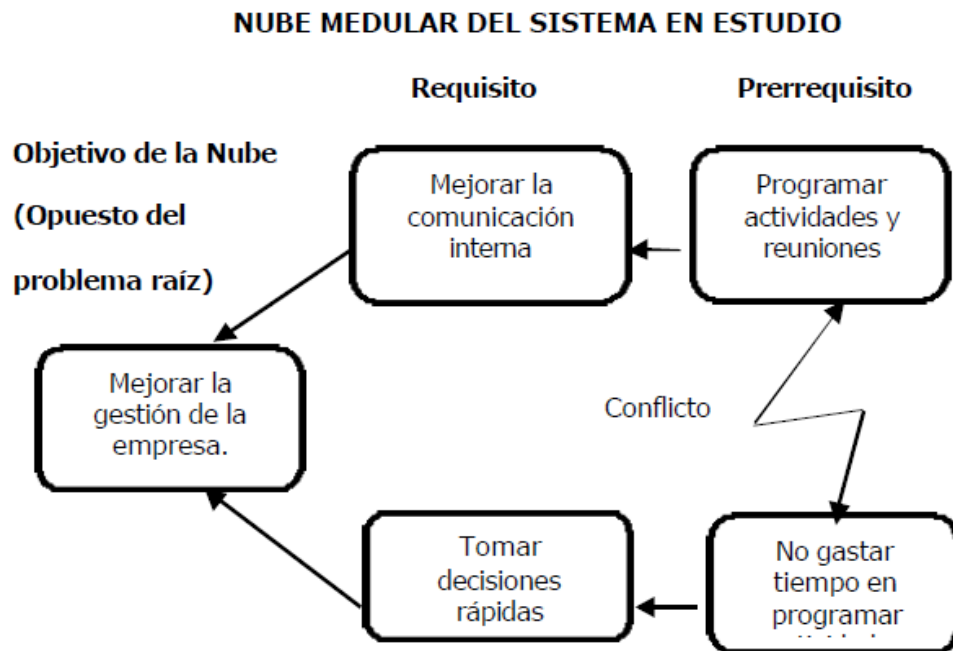 NUBE MEDULAR DEL SISTEMA EN ESTUDIO
Requisito
Prerrequisito
Objetivo de la Nube
(Opuesto del
problema raíz)
Mejorar la
comunicación
interna
Programar
actividades y
reuniones
Mejorar la
gestión de la
empresa.
Conflicto
Tomar
decisiones
rápidas
No gastar
tiempo en
programar